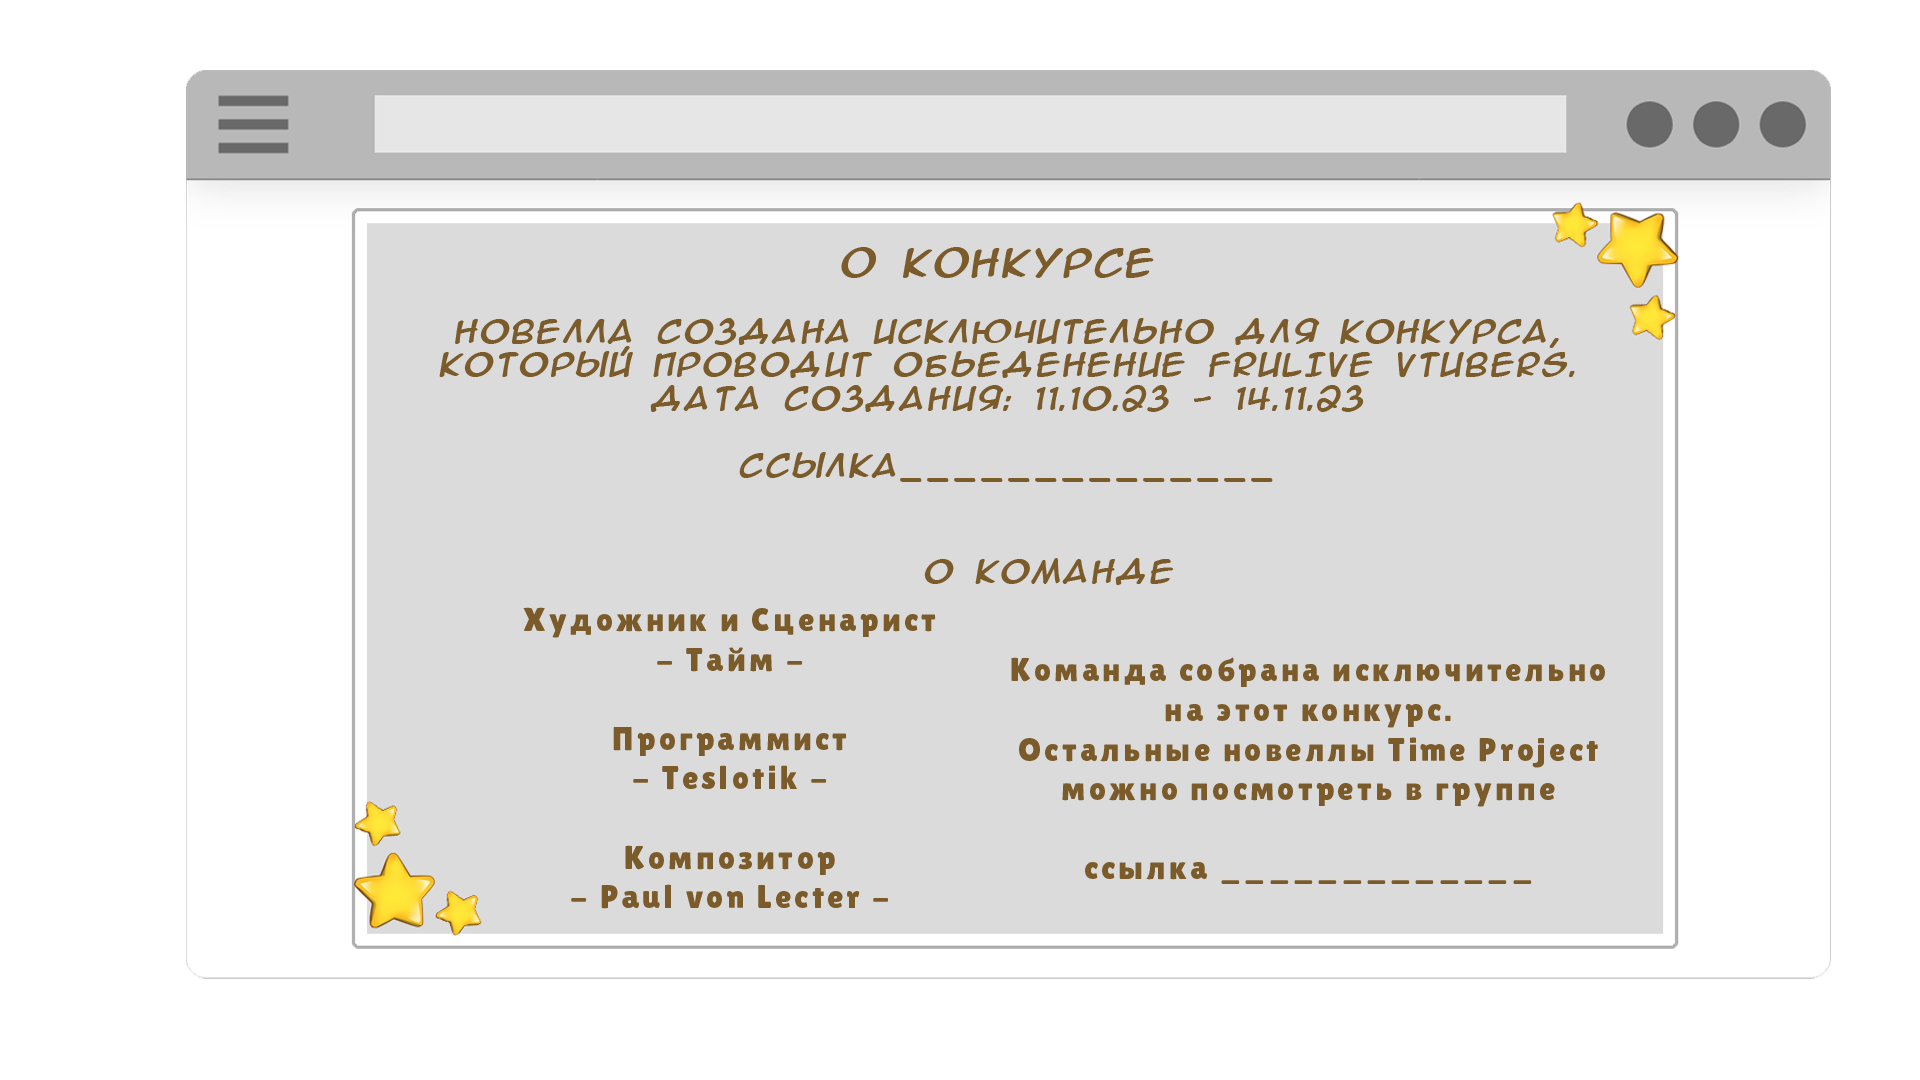 О КОНКУРСЕ
НОВЕЛЛА СОЗДАНА ИСКЛЮЧИТЕЛЬНО ДЛЯ КОНКУРСА,
КОТОРЫЙ ПРОВОДИТ ОБЬЕДЕНЕНИЕ FRULIVE VTUBERS.
ДАТА СОЗДАНИЯ: 11.10.23 - 14.11.23
ССЫЛКА______________
О КОМАНДЕ
Художник и Сценарист
– Тайм –
Программист
– Teslotik –
Композитор
– Paul von Lecter –
Команда собрана исключительно
на этот конкурс.
Остальные новеллы Time Project
можно посмотреть в группе
ссылка _____________